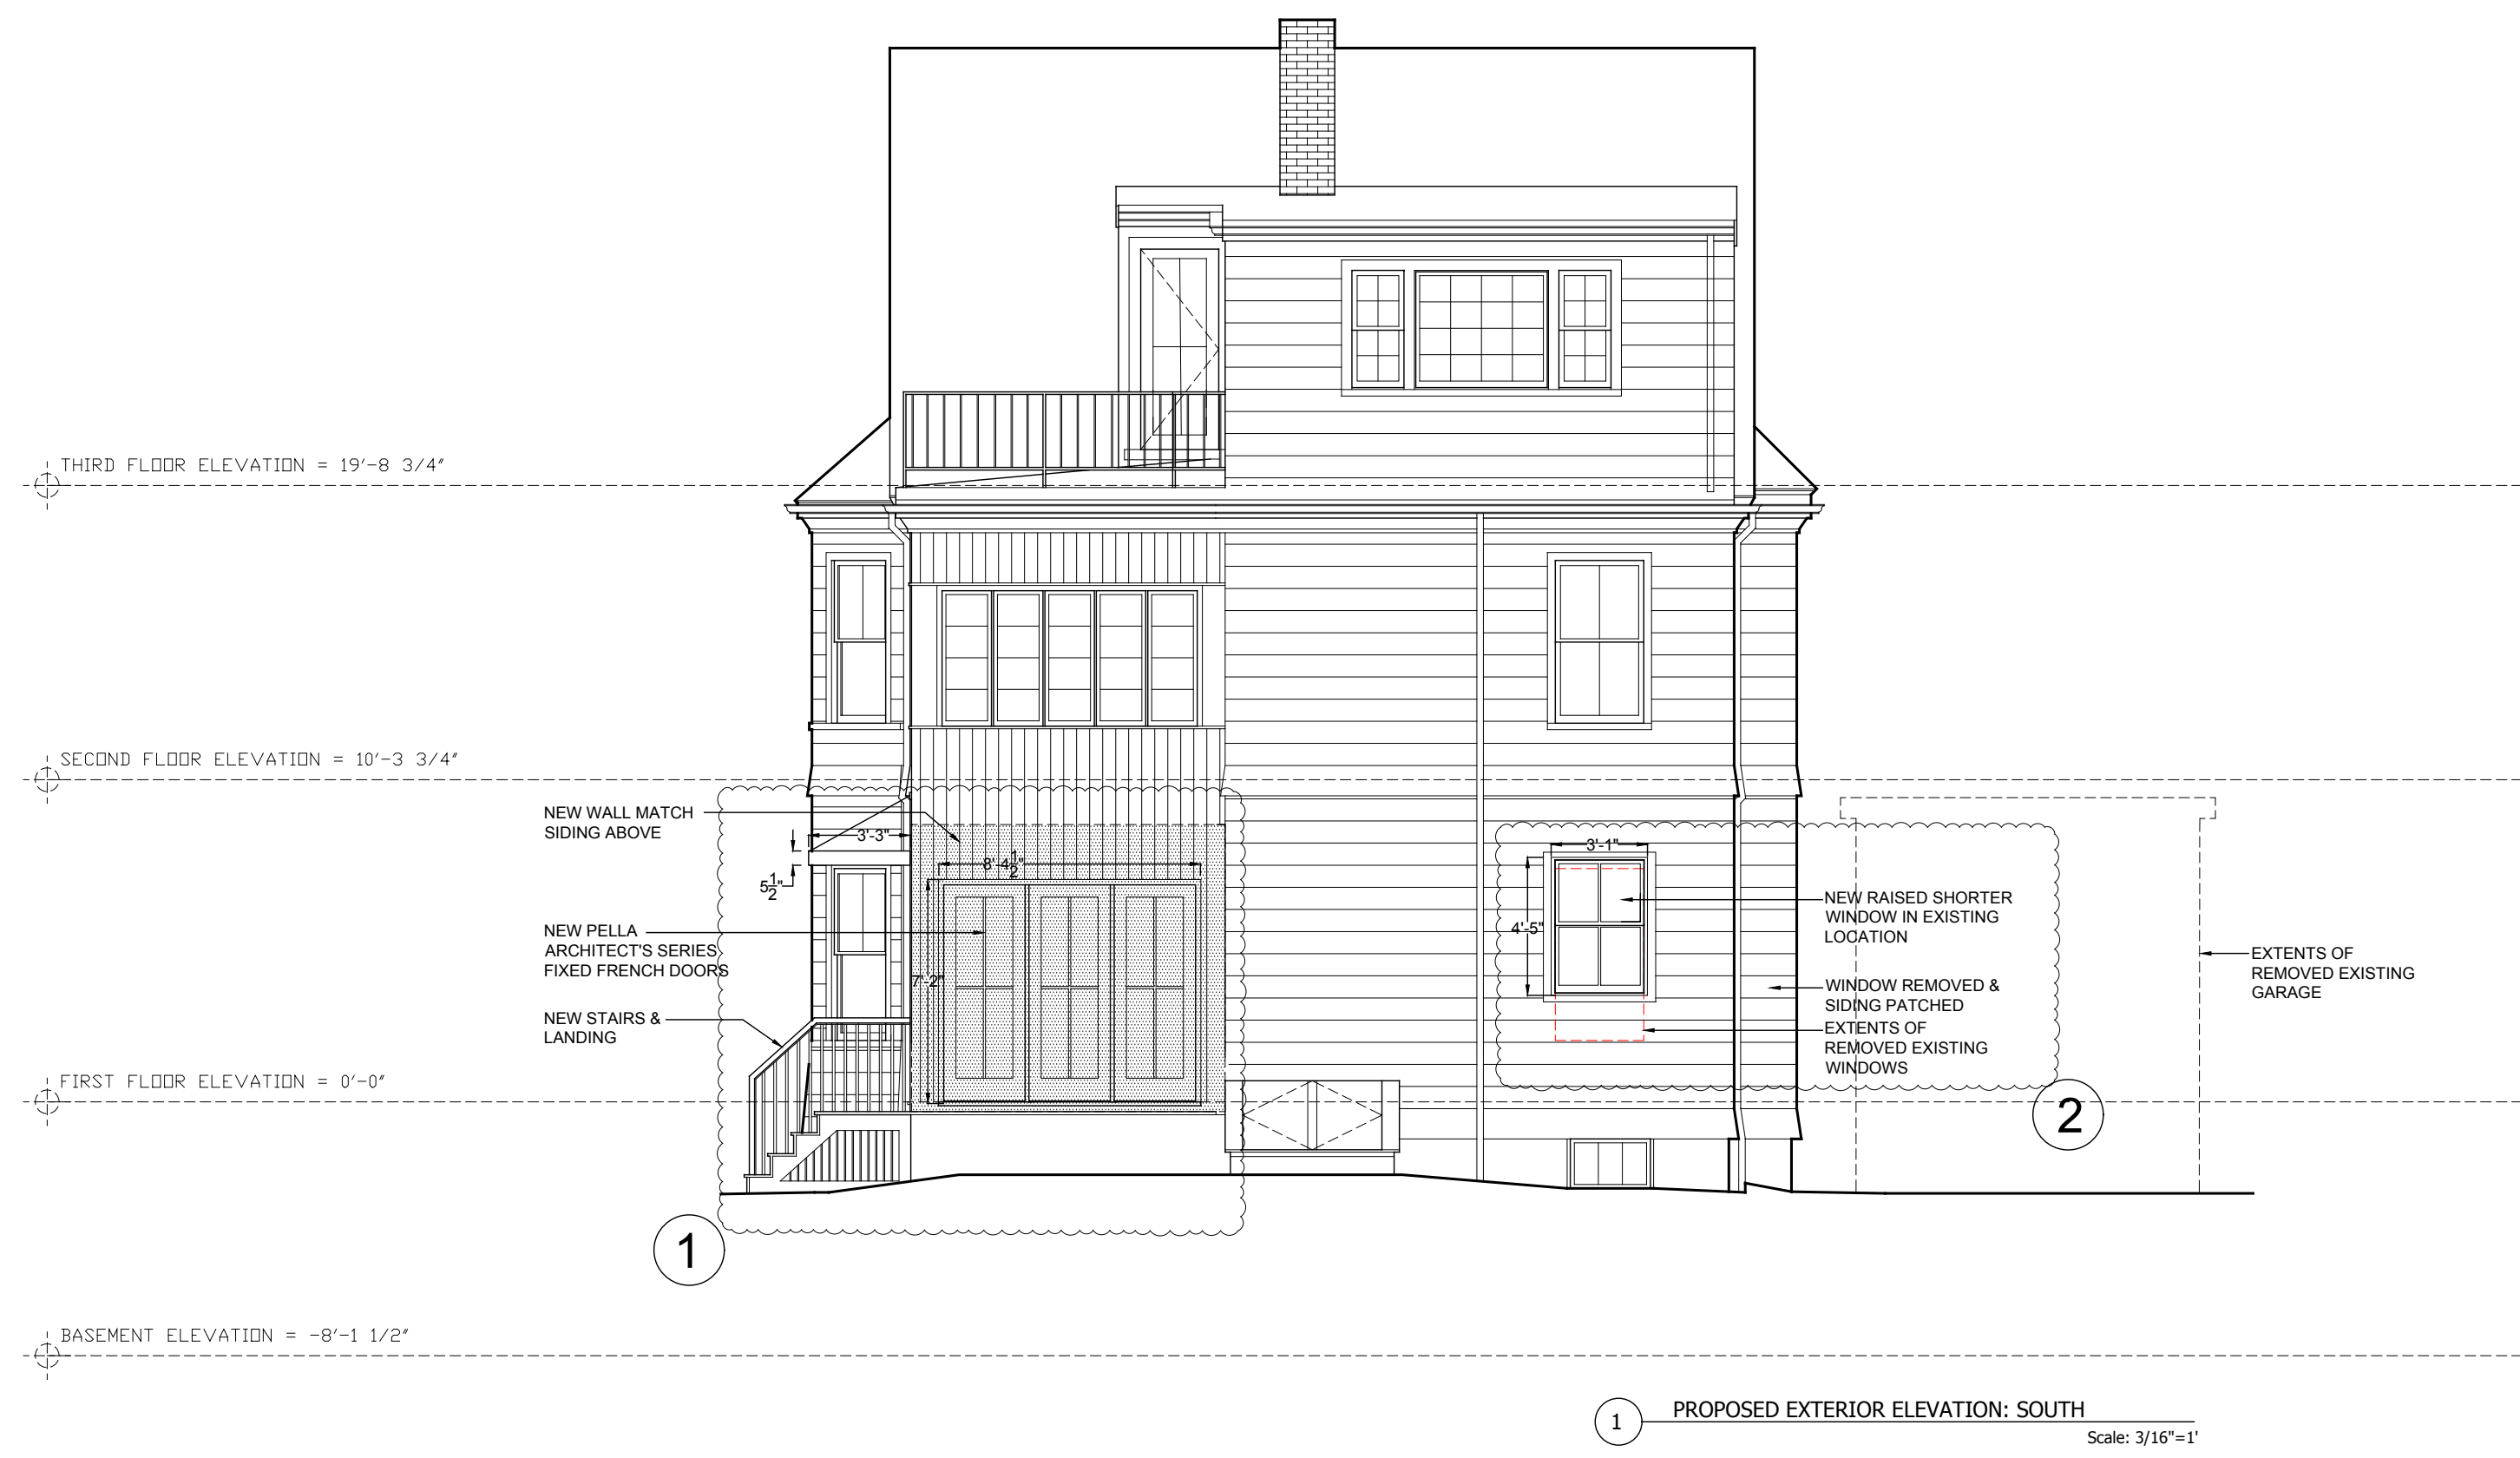 THIRD FLOOR ELEVATION = 19'-8 3/4"
SECOND FLOOR ELEVATION = 10'-3 3/4"
NEW WALL MATCH
SIDING ABOVE
3'-3"
8'-4 1/2"
5 1/2"
3'-1"
4'-5"
NEW RAISED SHORTER
WINDOW IN EXISTING
LOCATION
NEW PELLA
ARCHITECT'S SERIES
FIXED FRENCH DOORS
7'-2"
EXTENTS OF
REMOVED EXISTING
GARAGE
WINDOW REMOVED &
SIDING PATCHED
NEW STAIRS &
LANDING
EXTENTS OF
REMOVED EXISTING
WINDOWS
FIRST FLOOR ELEVATION = 0'-0"
2
1
BASEMENT ELEVATION = -8'-1 1/2"
1
PROPOSED EXTERIOR ELEVATION: SOUTH
Scale: 3/16"=1'